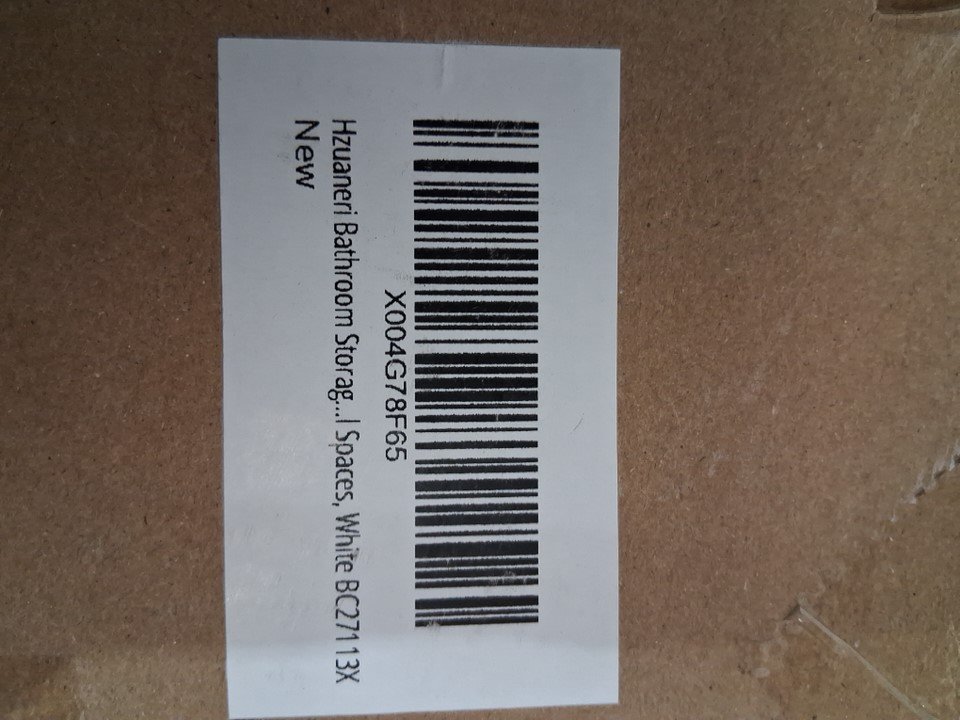 X004G78F65
Hzuaneri Bathroom Storag...l Spaces, White BC27113X
New